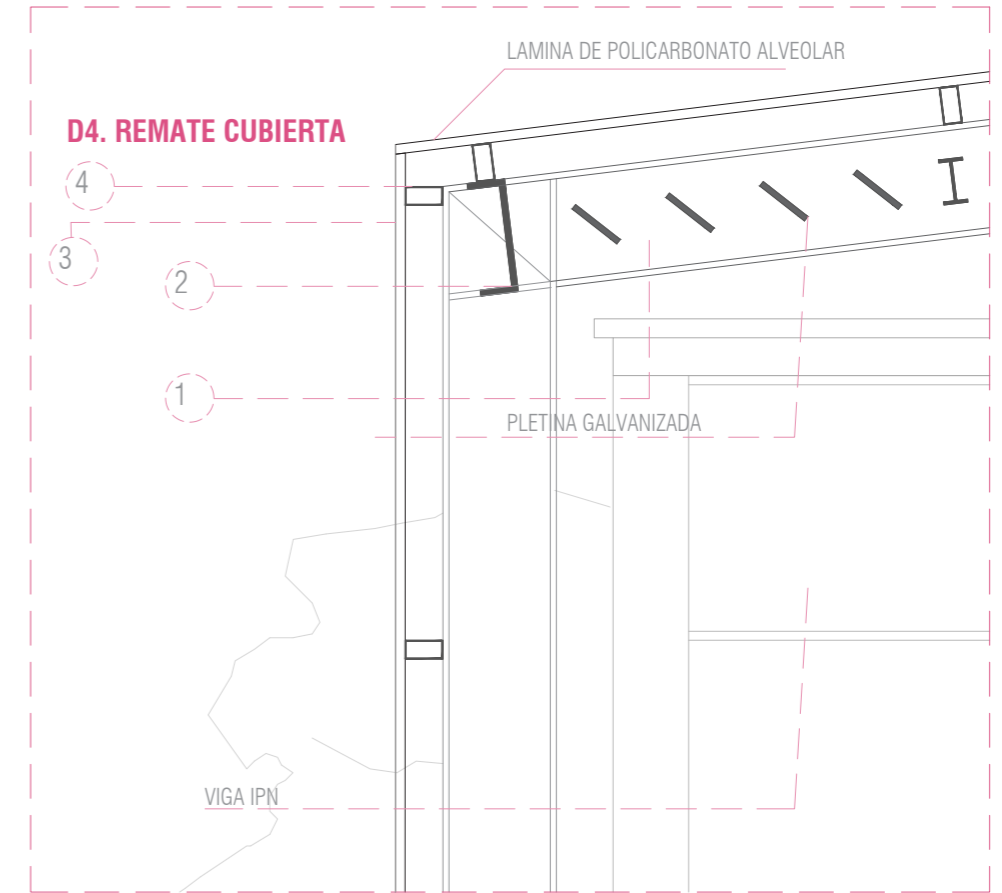 LAMINA DE POLICARBONATO ALVEOLAR
D4. REMATE CUBIERTA
4
3
2
1
PLETINA GALVANIZADA
VIGA IPN